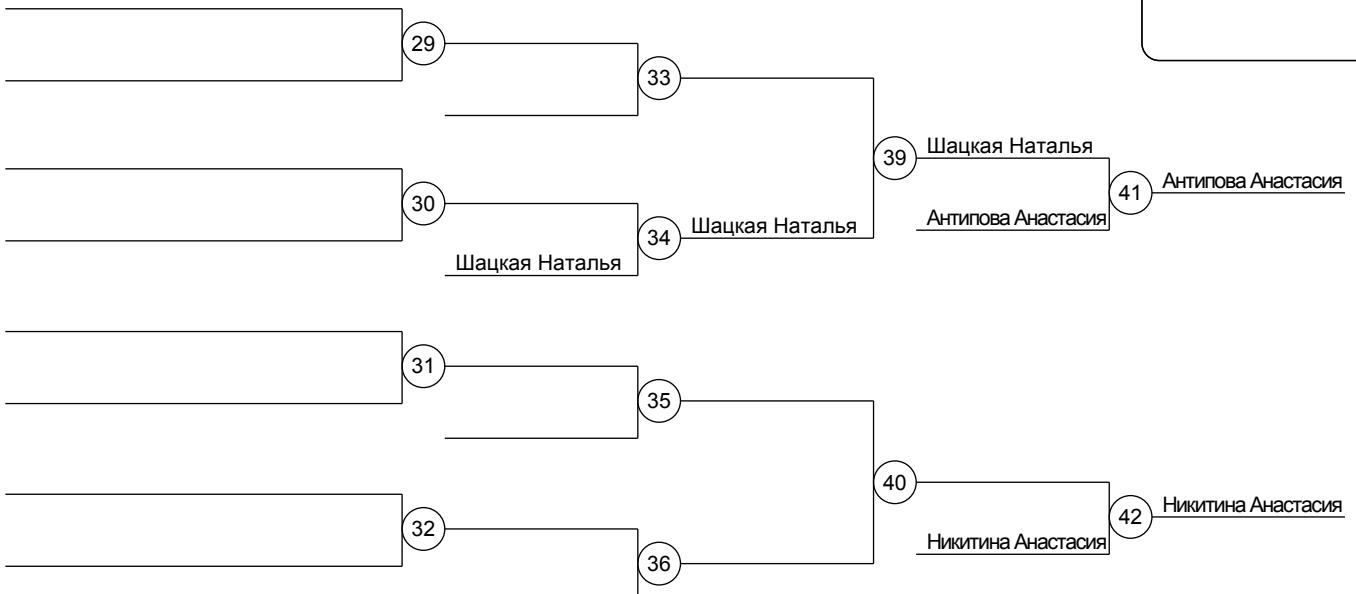 29
33
Шацкая Наталья
39
Антипова Анастасия
41
30
Антипова Анастасия
34
Шацкая Наталья
Шацкая Наталья
31
35
40
Никитина Анастасия
42
32
Никитина Анастасия
36